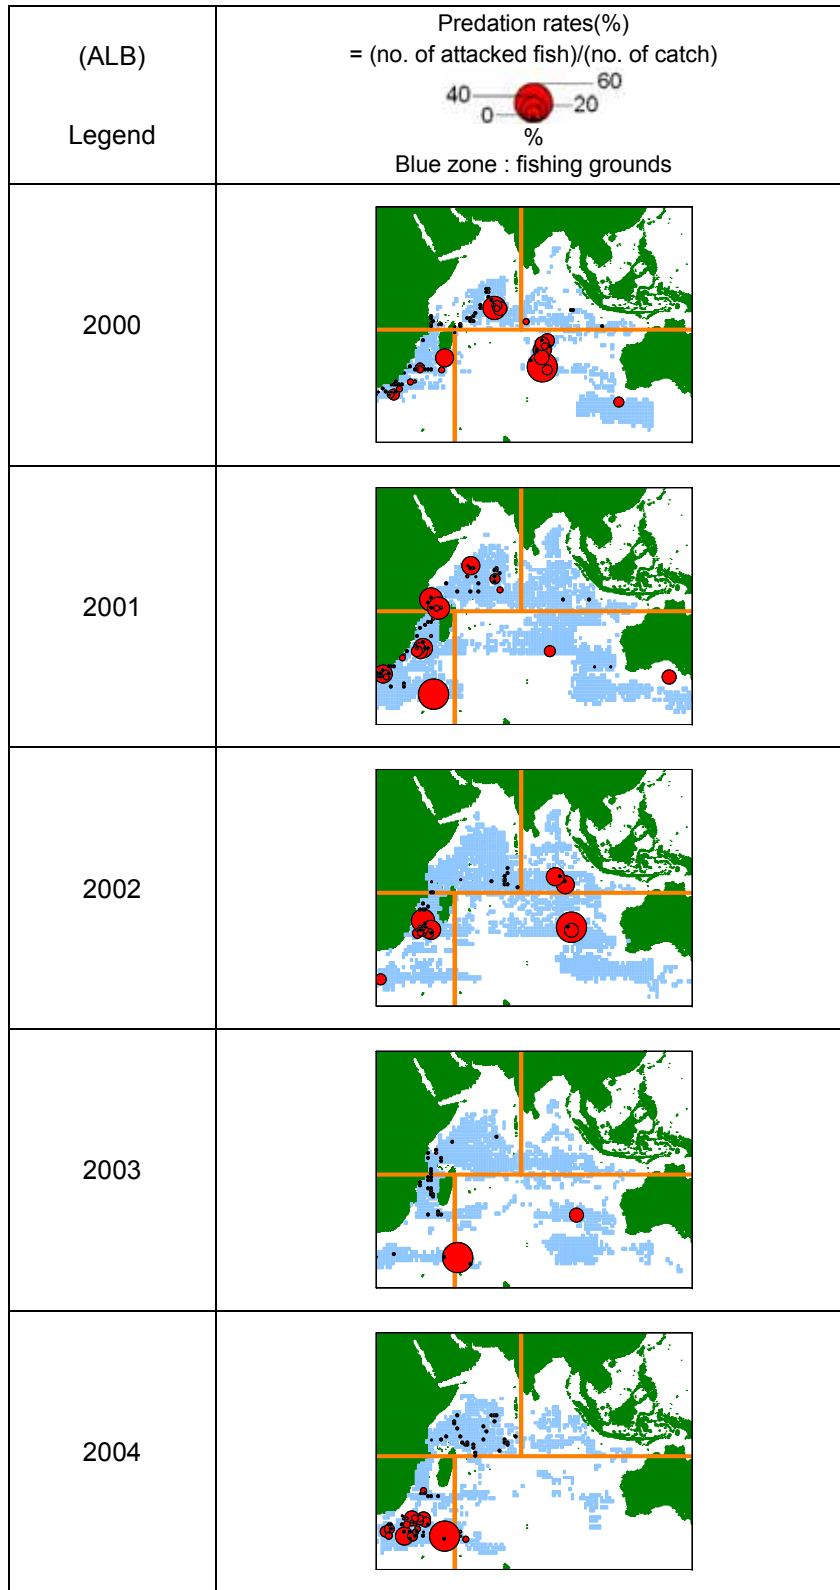 (ALB)
Legend
Predation rates(%)
= (no. of attacked fish)/(no. of catch)
60
40
20
0
%
Blue zone : fishing grounds
2000
2001
2002
2003
2004